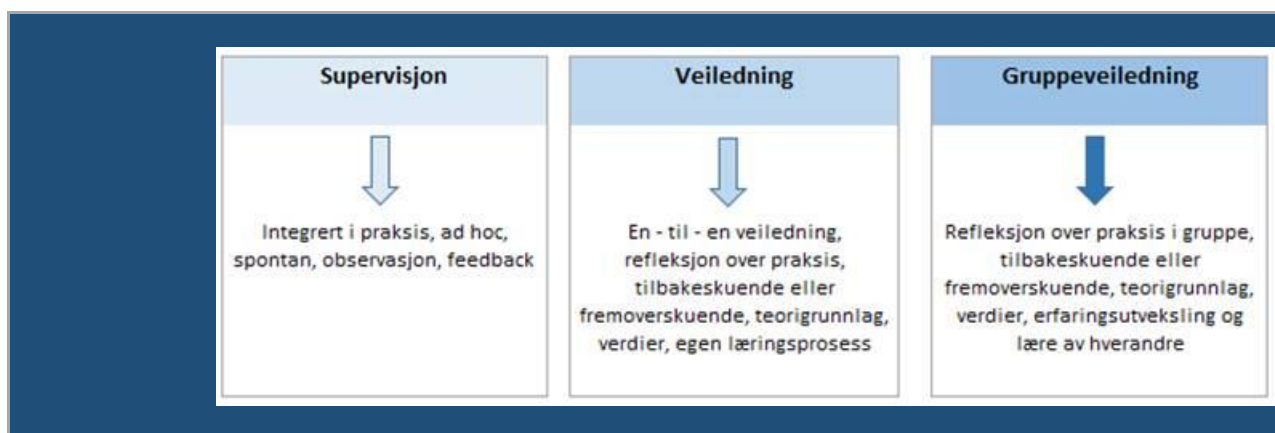 Supervisjon
Integrert i praksis, ad hoc,
spontan, observasjon, feedback
Veiledning
En - til - en veiledning,
refleksjon over praksis,
tilbakeskuende eller
fremoverskuende, teorigrunnlag,
verdier, egen læringsprosess
Gruppeveiledning
Refleksjon over praksis i gruppe,
tilbakeskuende eller
fremoverskuende, teorigrunnlag,
verdier, erfaringsutveksling og
lære av hverandre